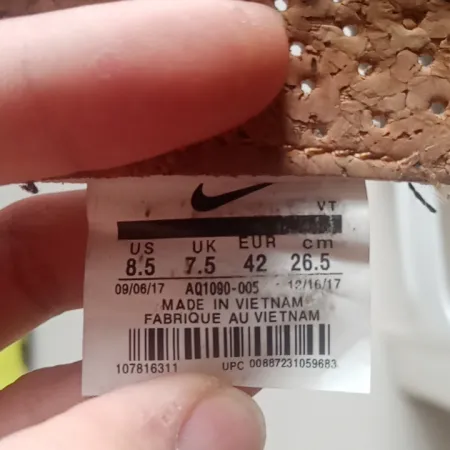 VT
US UK EUR cm
8.5 7.5 42 26.5
09/06/17 AQ1090-005 12/16/17
MADE IN VIETNAM
FABRIQUE AU VIETNAM
107816311 UPC 00887231059683